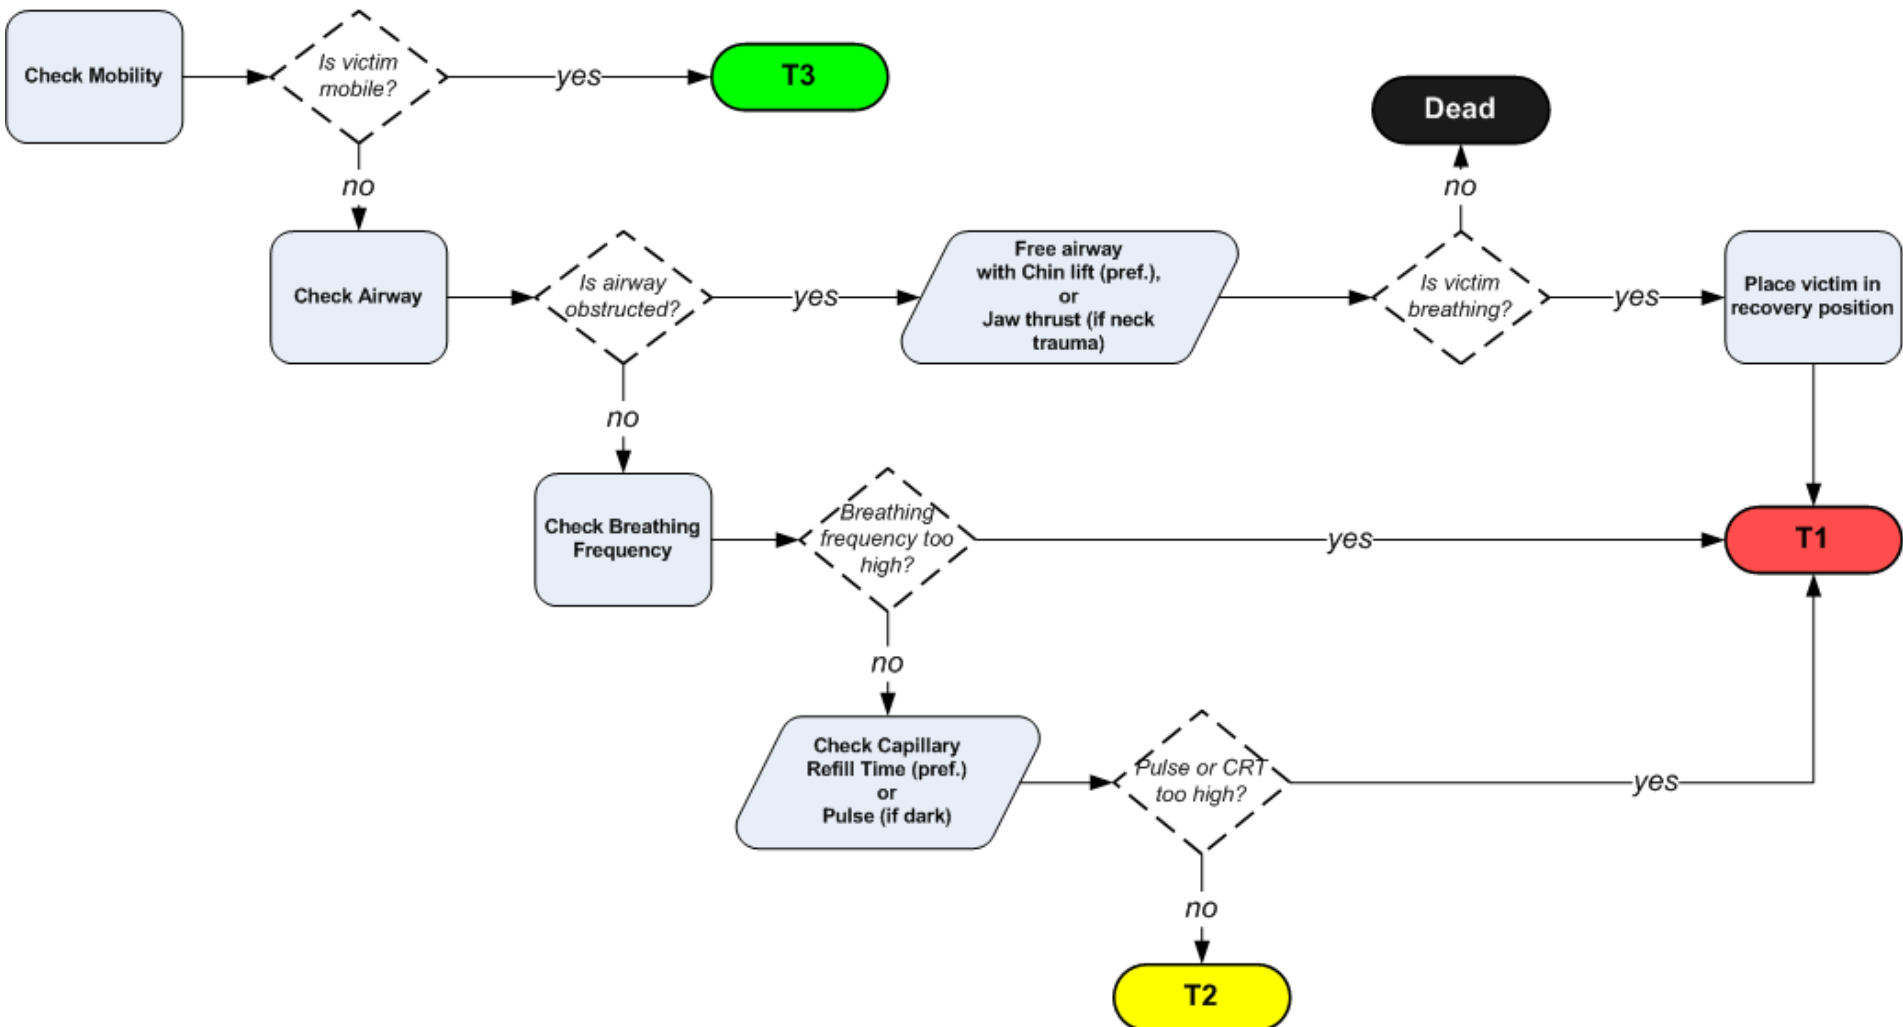 Check Mobility
Is victim
mobile?
yes
T3
no
Dead
no
Check Airway
Is airway
obstructed?
yes
Free airway
with Chin lift (pref.),
or
Jaw thrust (if neck
trauma)
Is victim
breathing?
yes
Place victim in
recovery position
no
Check Breathing
Frequency
Breathing
frequency too
high?
yes
T1
no
Check Capillary
Refill Time (pref.)
or
Pulse (if dark)
Pulse or CRT
too high?
yes
no
T2